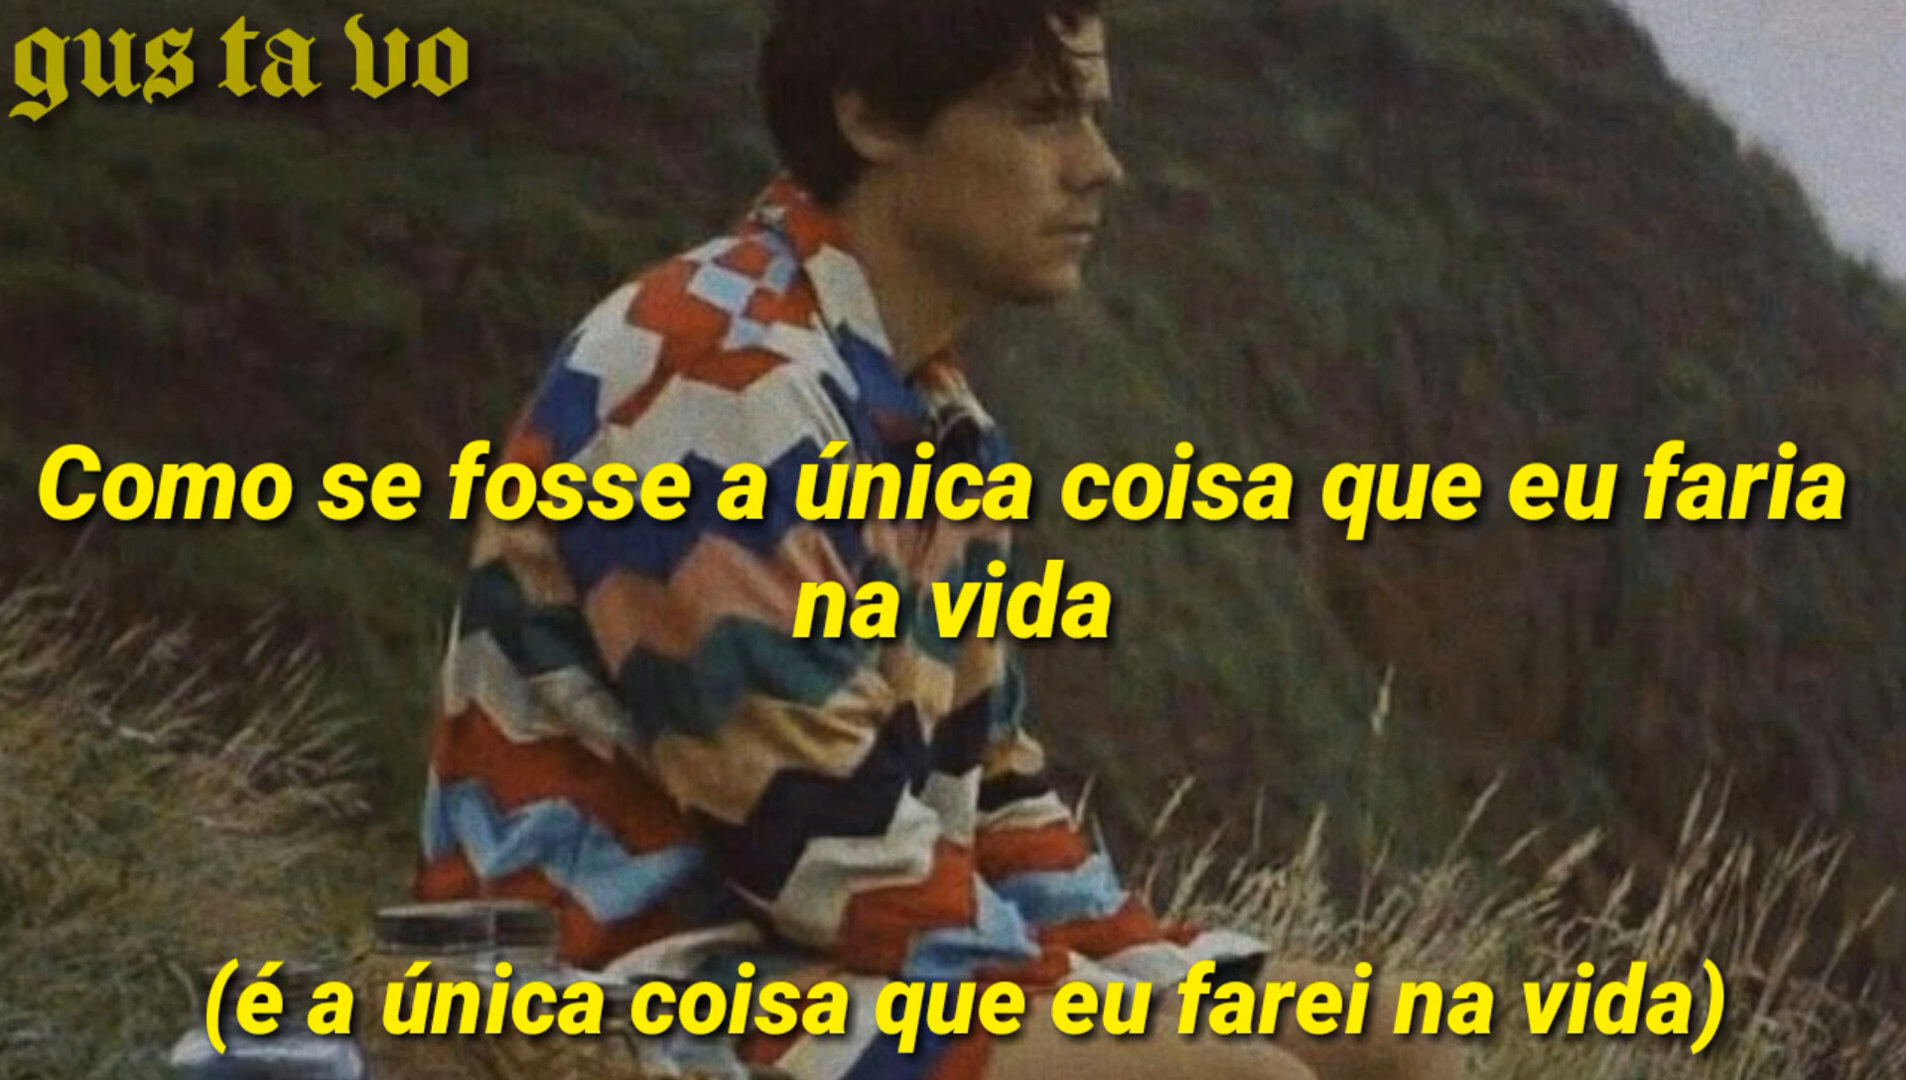 gus ta vo
Como se fosse a única coisa que eu faria
na vida
(é a única coisa que eu farei na vida)